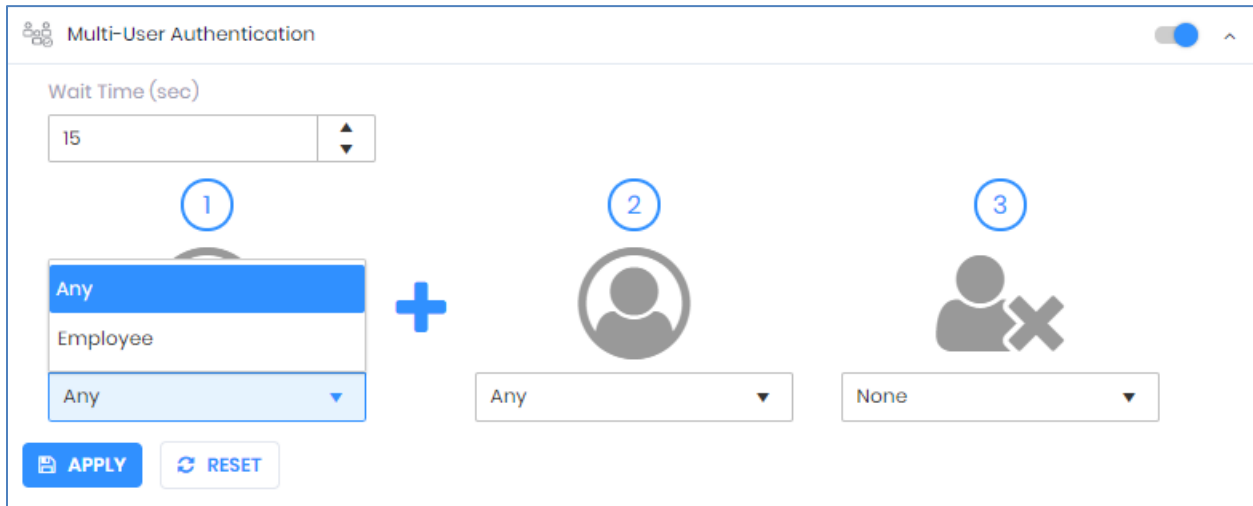 Multi-User Authentication
Wait Time (sec)
15
1 2 3
Any
Employee
Any Any None
APPLY RESET